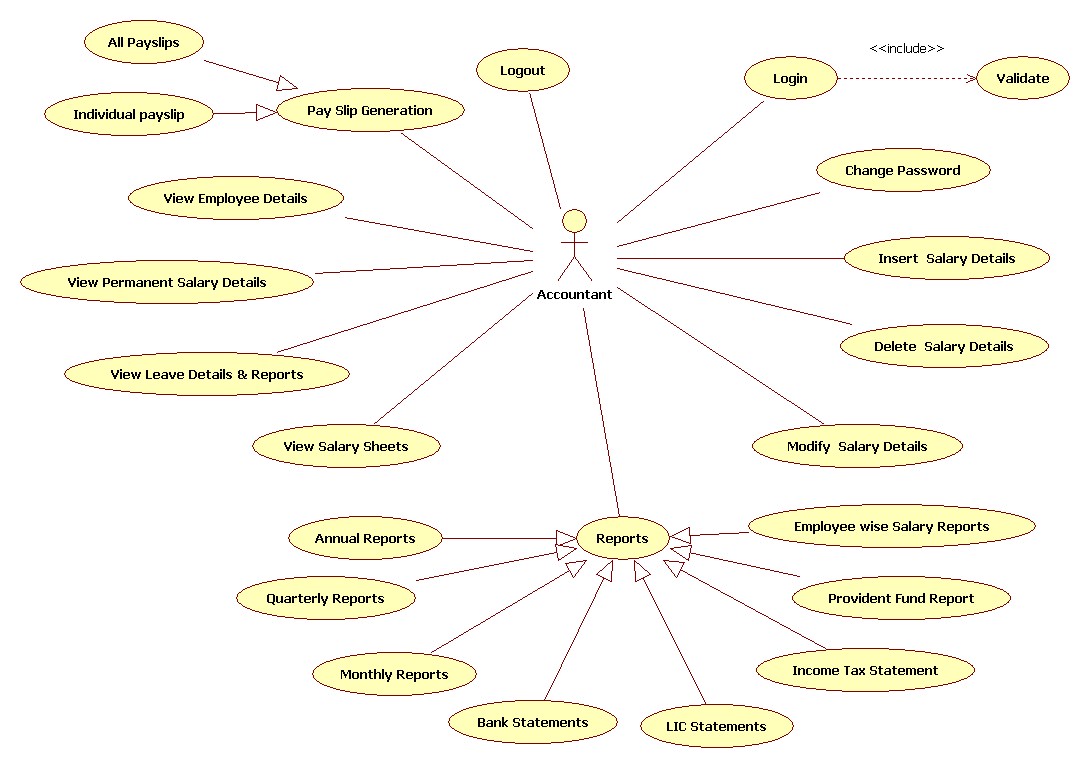 All Payslips
Individual payslip
Pay Slip Generation
Logout
<<include>>
Login
Validate
Change Password
View Employee Details
View Permanent Salary Details
Accountant
Insert  Salary Details
Delete  Salary Details
View Leave Details & Reports
View Salary Sheets
Modify  Salary Details
Annual Reports
Reports
Employee wise Salary Reports
Quarterly Reports
Provident Fund Report
Monthly Reports
Income Tax Statement
Bank Statements
LIC Statements